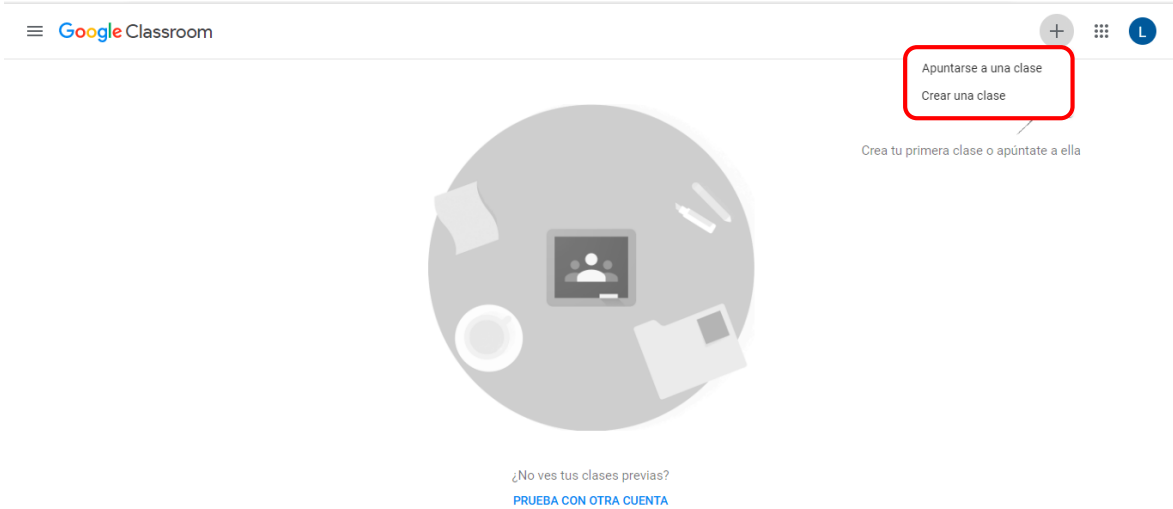 Google Classroom
L
Apuntarse a una clase
Crear una clase
Crea tu primera clase o apúntate a ella
¿No ves tus clases previas?
PRUEBA CON OTRA CUENTA